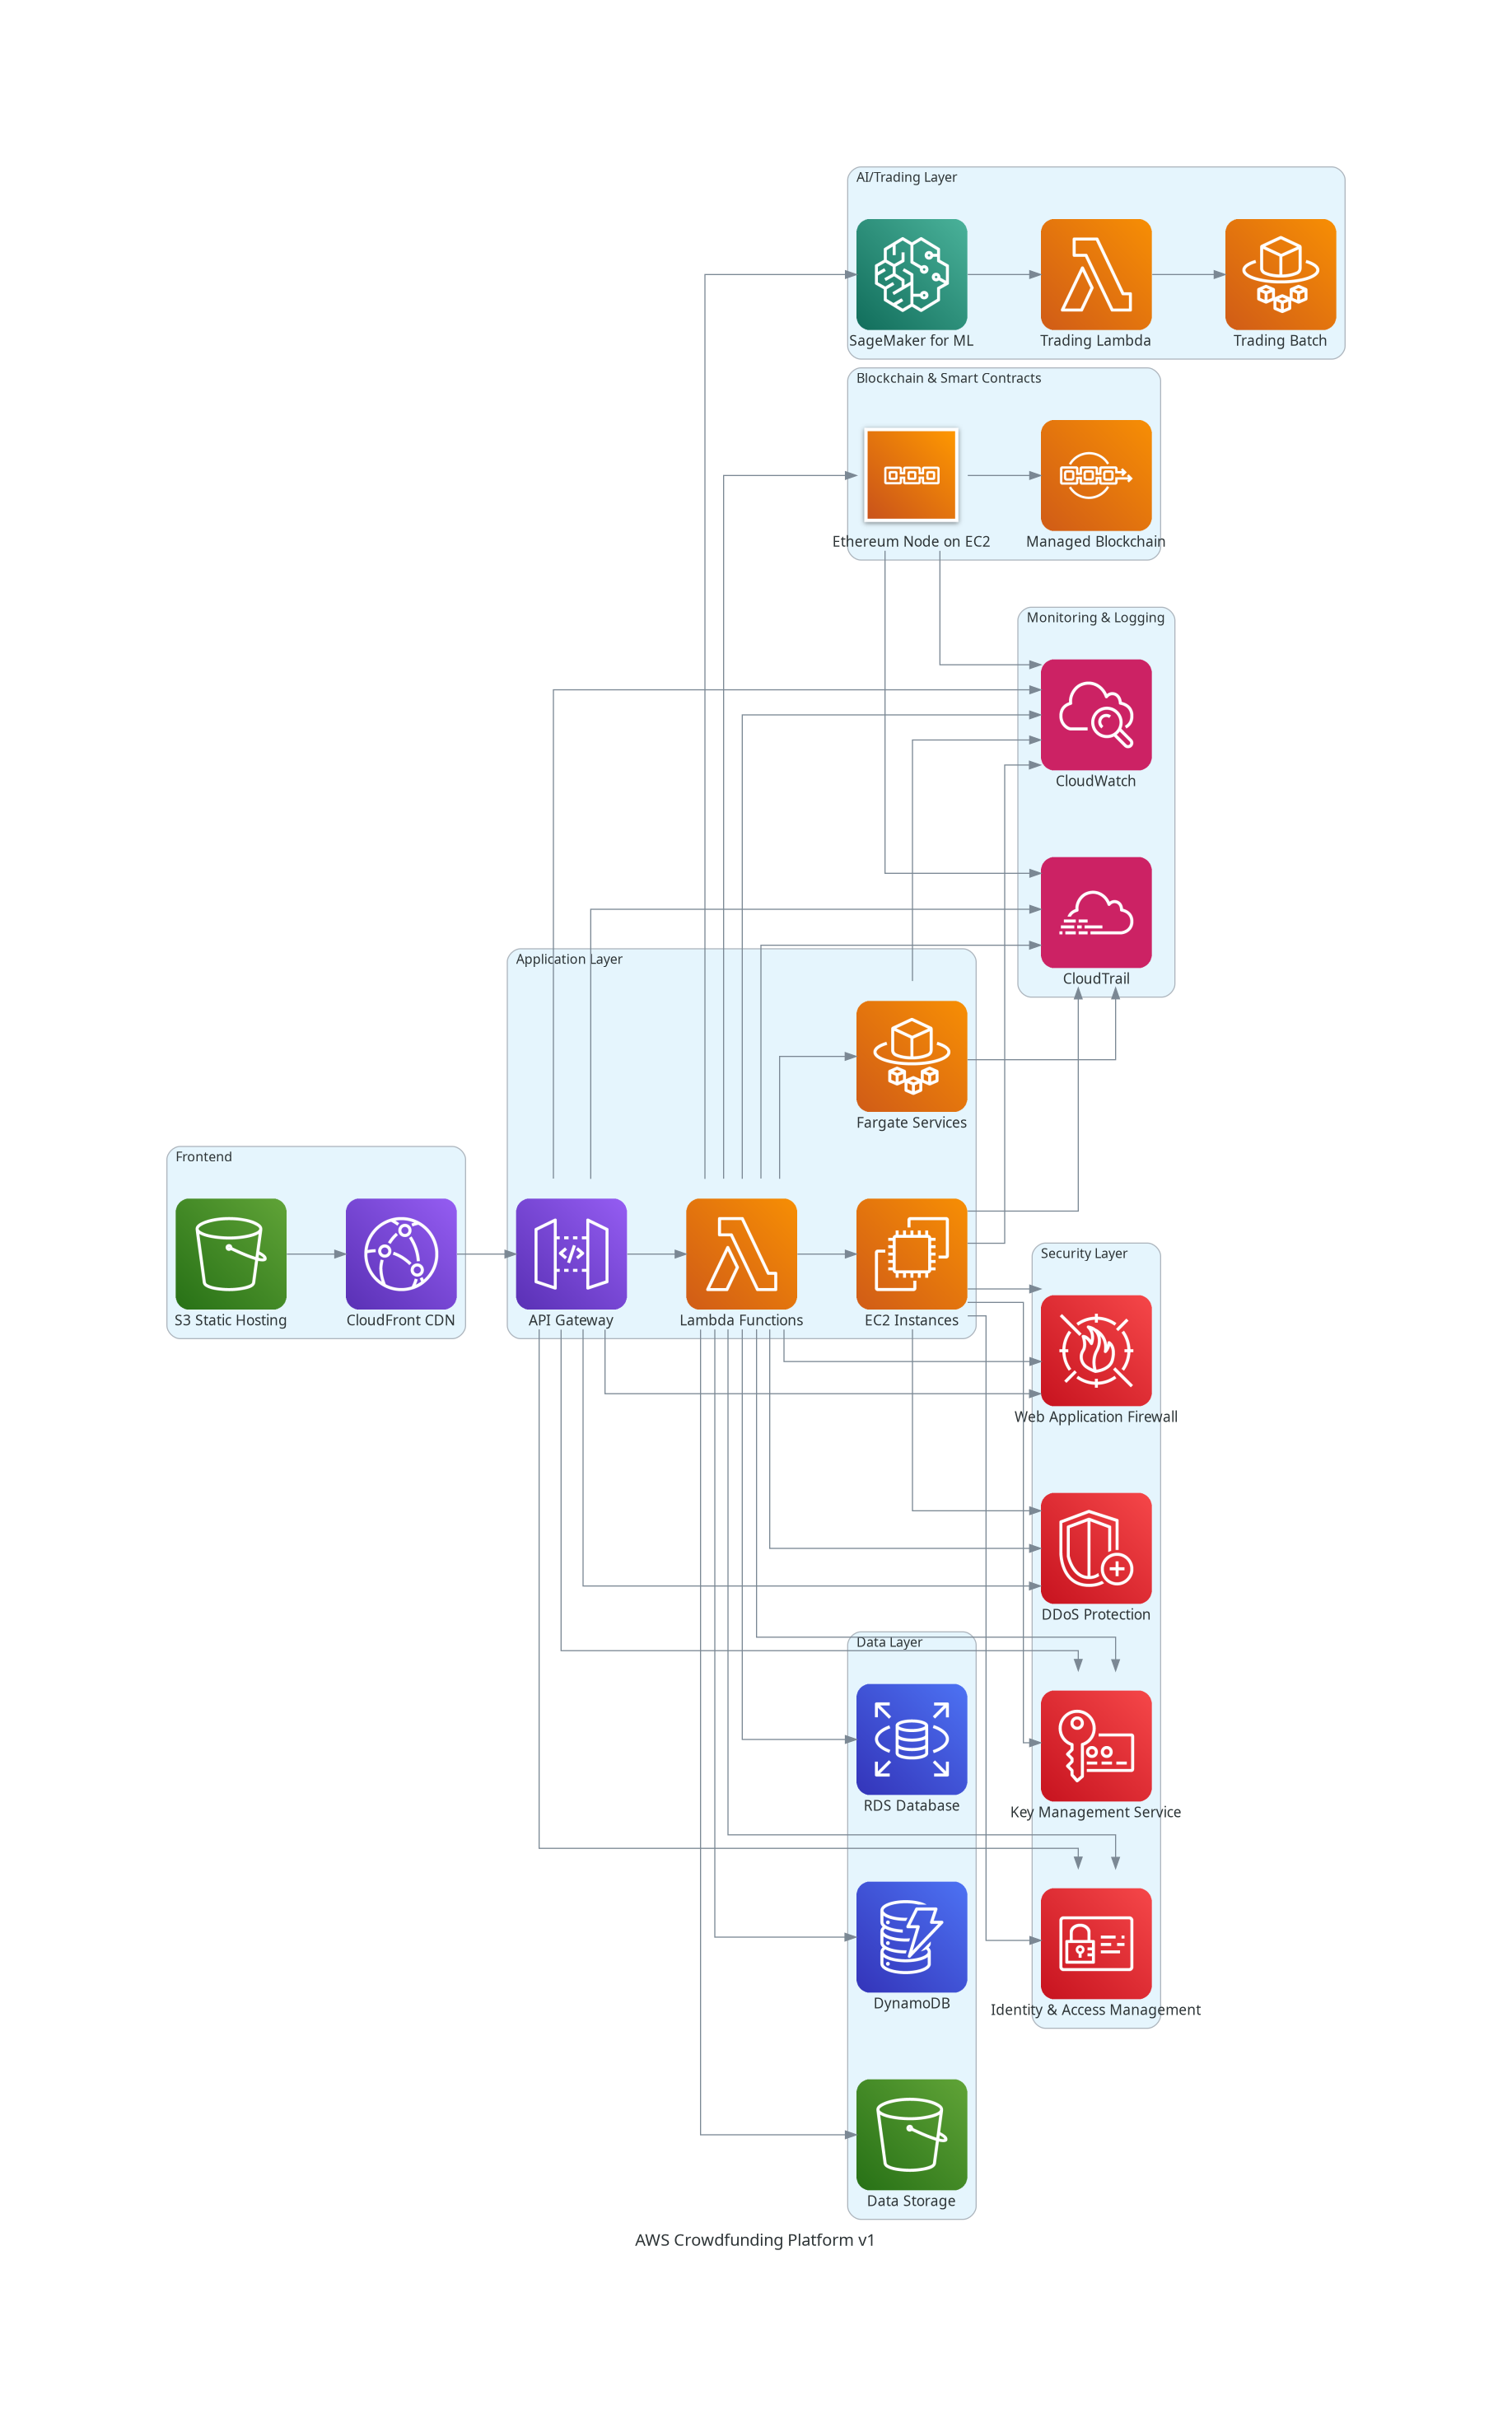 AI/Trading Layer
SageMaker for ML
Trading Lambda
Trading Batch
Blockchain & Smart Contracts
Ethereum Node on EC2
Managed Blockchain
Monitoring & Logging
CloudWatch
CloudTrail
Application Layer
Fargate Services
Frontend
S3 Static Hosting
CloudFront CDN
API Gateway
Lambda Functions
EC2 Instances
Security Layer
Web Application Firewall
DDoS Protection
Data Layer
RDS Database
Key Management Service
DynamoDB
Identity & Access Management
Data Storage
AWS Crowdfunding Platform v1